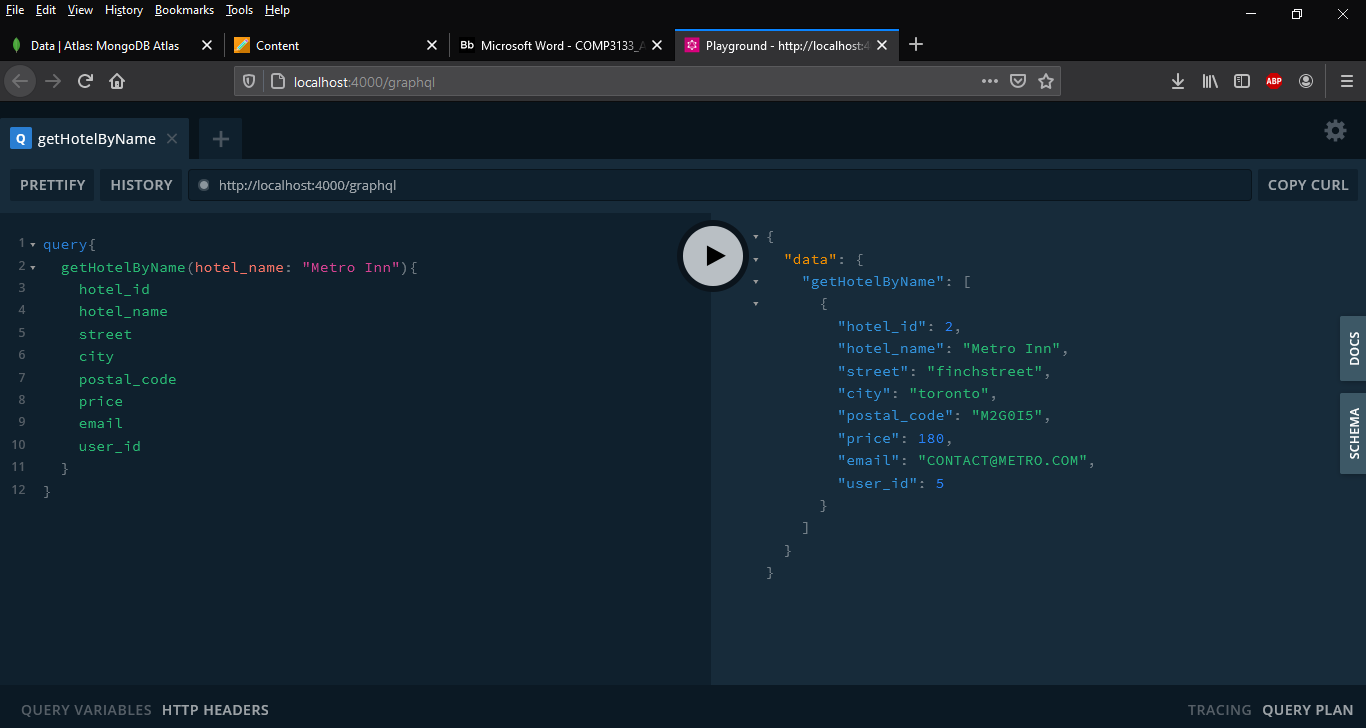 File Edit View History Bookmarks Tools Help
Data | Atlas: MongoDB Atlas
Content
Bb Microsoft Word - COMP3133_A
Playground - http://localhost:4
localhost:4000/graphql
ABP
Q getHotelByName
PRETTIFY HISTORY http://localhost:4000/graphql COPY CURL
1 query{
2 getHotelByName(hotel_name: "Metro Inn"){
3 hotel_id
4 hotel_name
5 street
6 city
7 postal_code
8 price
9 email
10 user_id
11 }
12 }
{
"data": {
"getHotelByName": [
{
"hotel_id": 2,
"hotel_name": "Metro Inn",
"street": "finchstreet",
"city": "toronto",
"postal_code": "M2G0I5",
"price": 180,
"email": "CONTACT@METRO.COM",
"user_id": 5
}
]
}
}
DOCS
SCHEMA
QUERY VARIABLES HTTP HEADERS
TRACING QUERY PLAN